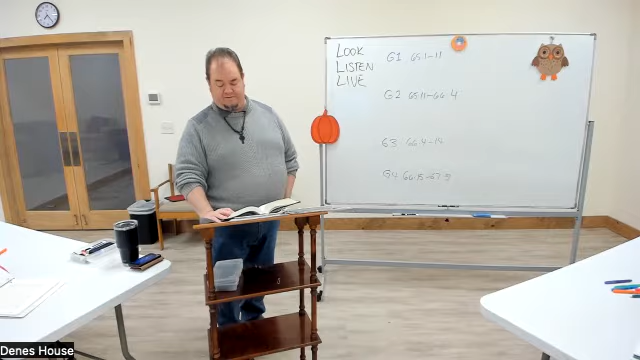 LOOK
LISTEN
LIVE
G1 65.1-11
G2 65.11-66.4
G3 66.4-14
G4 66.15-67.9
Denes House